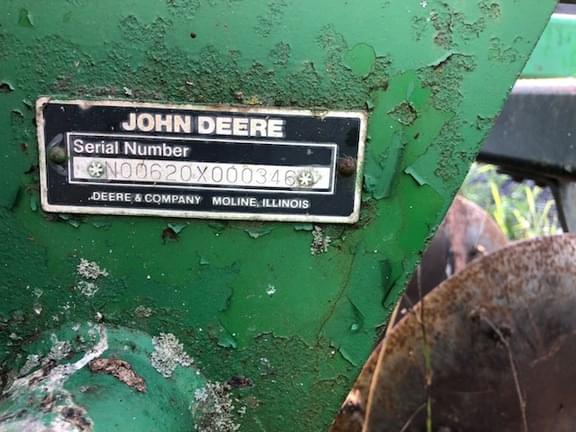 JOHN DEERE
Serial Number
*N00620X000346*
DEERE & COMPANY MOLINE, ILLINOIS